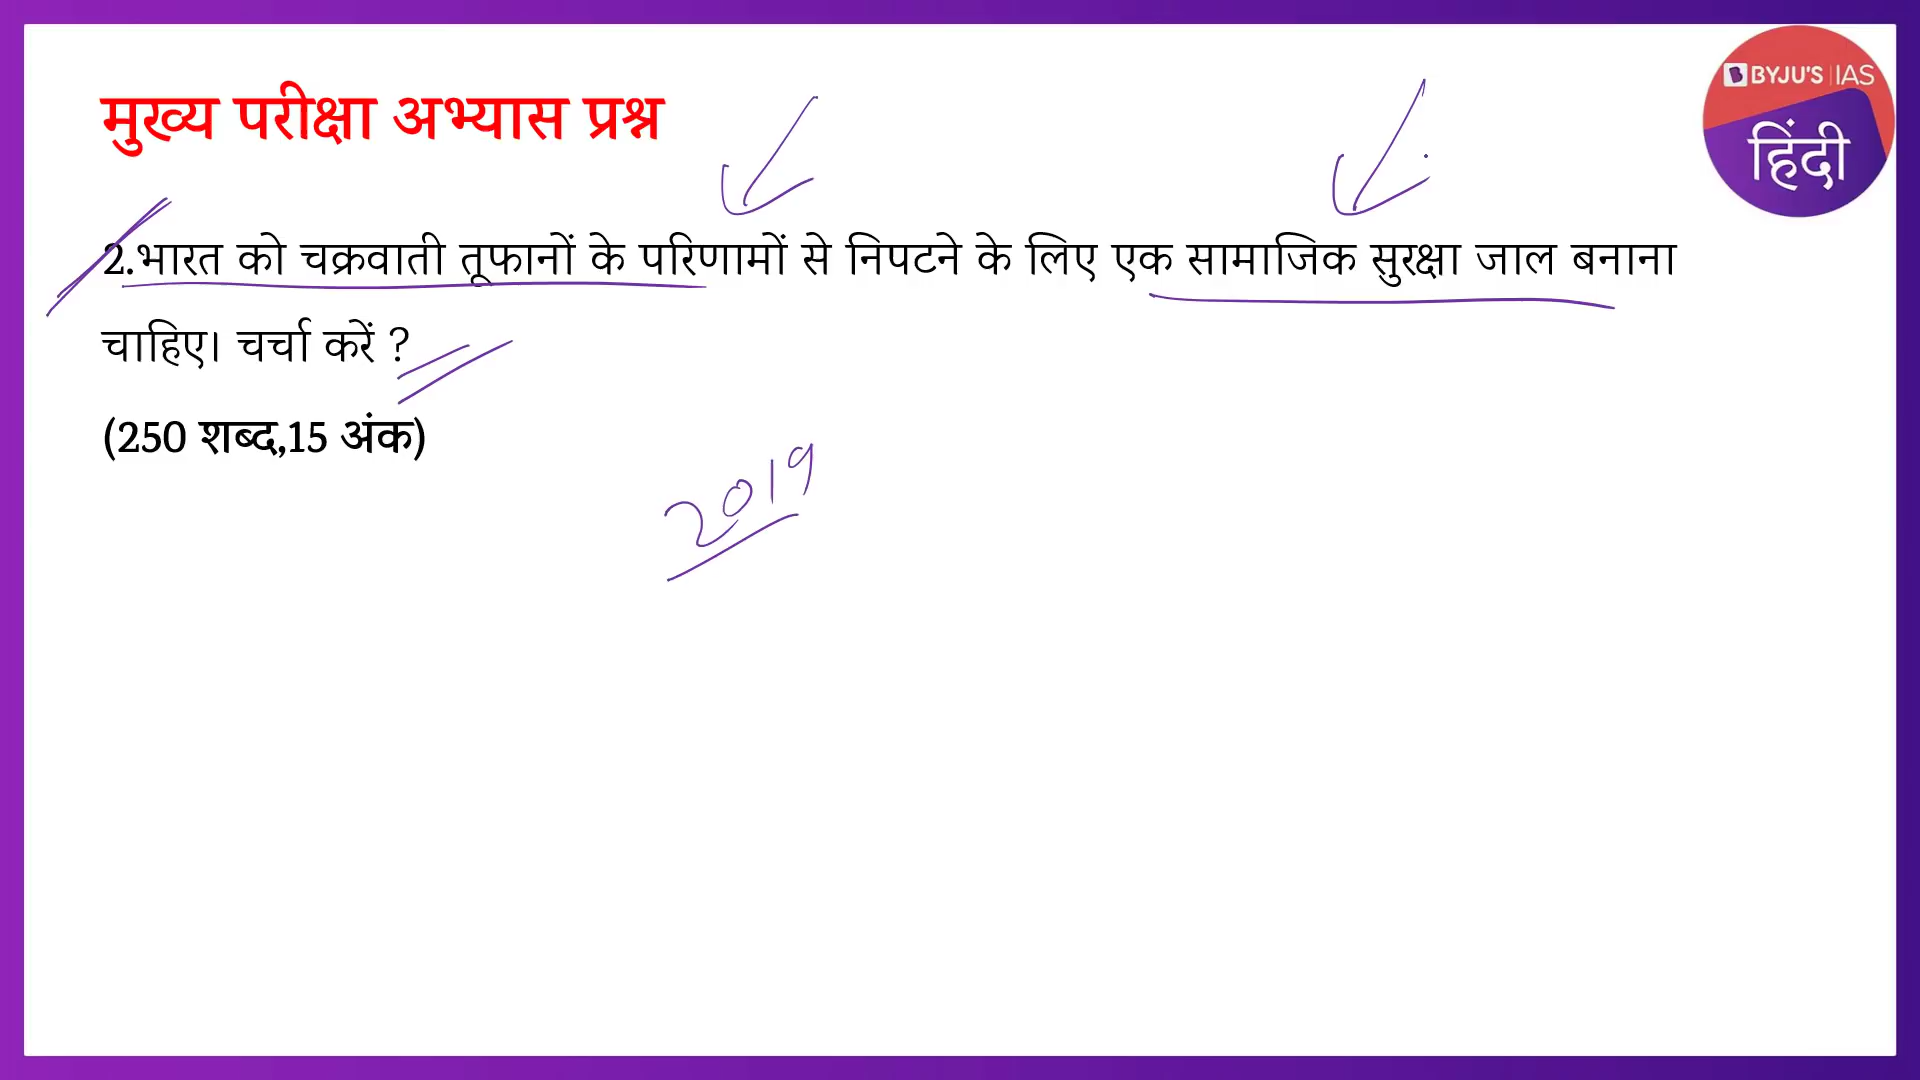 BYJU'S IAS
हिंदी
मुख्य परीक्षा अभ्यास प्रश्न
2.भारत को चक्रवाती तूफानों के परिणामों से निपटने के लिए एक सामाजिक सुरक्षा जाल बनाना
चाहिए। चर्चा करें ?
(250 शब्द,15 अंक)
2019